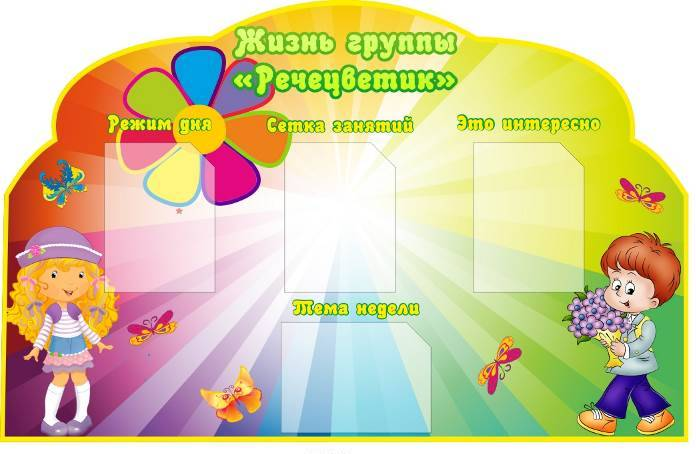 Жизнь группы
«Речецветик»
Режим дня
Сетка занятий
Это интересно
Тема недели